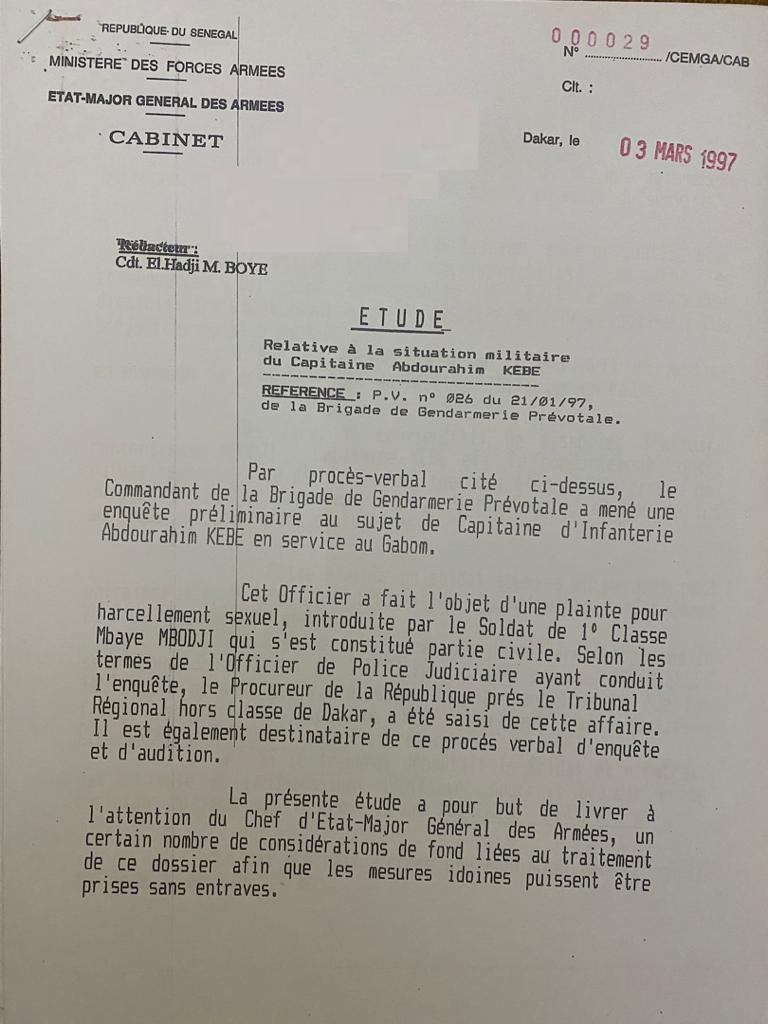 REPUBLIQUE DU SENEGAL
MINISTERE DES FORCES ARMEES
ETAT-MAJOR GENERAL DES ARMEES
CABINET
000029
N° .......................... /CEMGA/CAB
Clt. :
Dakar, le 03 MARS 1997
Rédacteur :
Cdt. El.Hadji M. BOYE
ETUDE
Relative à la situation militaire
du Capitaine Abdourahim KEBE
--------------------------------
REFERENCE : P.V. n° 026 du 21/01/97,
de la Brigade de Gendarmerie Prévotale.
Par procès-verbal cité ci-dessus, le
Commandant de la Brigade de Gendarmerie Prévotale a mené une
enquête préliminaire au sujet de Capitaine d'Infanterie
Abdourahim KEBE en service au Gabom.
Cet Officier a fait l'objet d'une plainte pour
harcellement sexuel, introduite par le Soldat de 1° Classe
Mbaye MBODJI qui s'est constitué partie civile. Selon les
termes de l'Officier de Police Judiciaire ayant conduit
l'enquête, le Procureur de la République prés le Tribunal
Régional hors classe de Dakar, a été saisi de cette affaire.
Il est également destinataire de ce procés verbal d'enquête
et d'audition.
La présente étude a pour but de livrer à
l'attention du Chef d'Etat-Major Général des Armées, un
certain nombre de considérations de fond liées au traitement
de ce dossier afin que les mesures idoines puissent être
prises sans entraves.